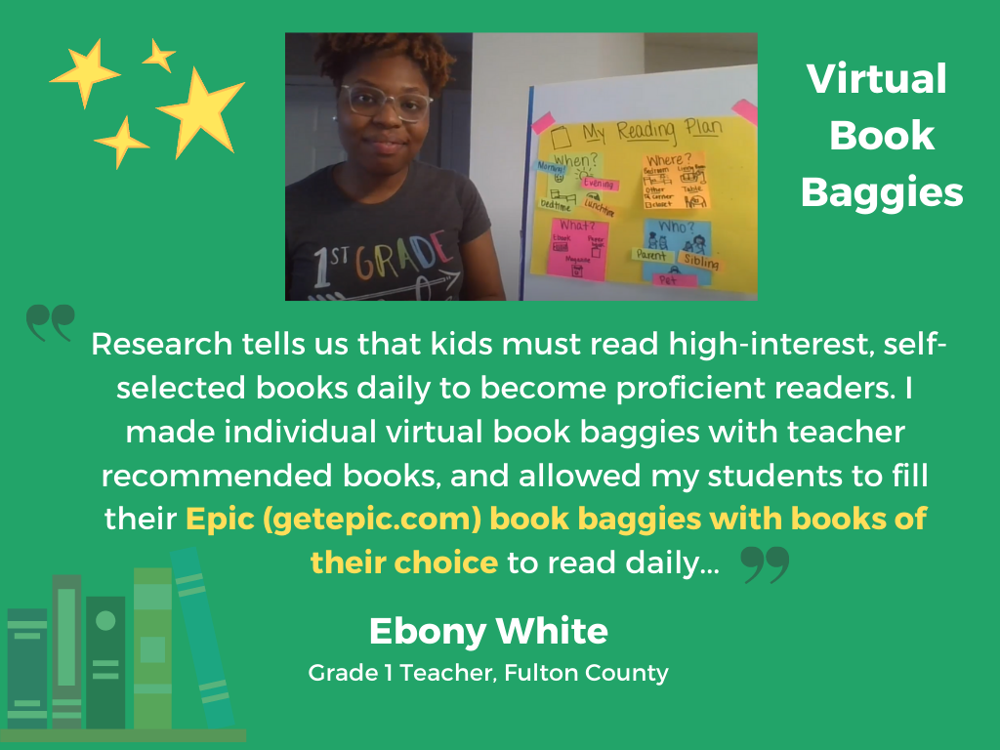 Virtual
Book
Baggies
My Reading Plan
When?
Morning
Evening
Bedtime
Lunchtime
Where?
Bedroom Living Room
Other Table
corner
closet
What?
Ebook Paper
Magazine
Who?
Parent Sibling
Pet
1ST GRADE
“
Research tells us that kids must read high-interest, self-
selected books daily to become proficient readers. I
made individual virtual book baggies with teacher
recommended books, and allowed my students to fill
their Epic (getepic.com) book baggies with books of
their choice to read daily...
”
Ebony White
Grade 1 Teacher, Fulton County